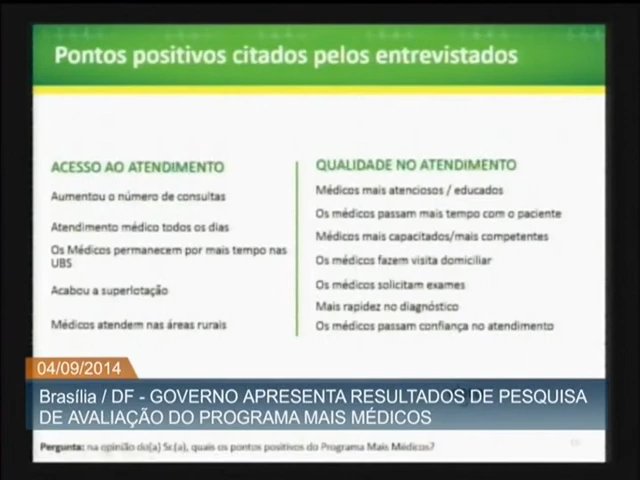 Pontos positivos citados pelos entrevistados
ACESSO AO ATENDIMENTO
Aumentou o número de consultas
Atendimento médico todos os dias
Os Médicos permanecem por mais tempo nas
UBS
Acabou a superlotação
Médicos atendem nas áreas rurais
QUALIDADE NO ATENDIMENTO
Médicos mais atenciosos / educados
Os médicos passam mais tempo com o paciente
Médicos mais capacitados/mais competentes
Os médicos fazem visita domiciliar
Os médicos solicitam exames
Mais rapidez no diagnóstico
Os médicos passam confiança no atendimento
04/09/2014
Brasília / DF - GOVERNO APRESENTA RESULTADOS DE PESQUISA
DE AVALIAÇÃO DO PROGRAMA MAIS MÉDICOS
Pergunta: na opinião do(a) Sr.(a), quais os pontos positivos do Programa Mais Médicos?